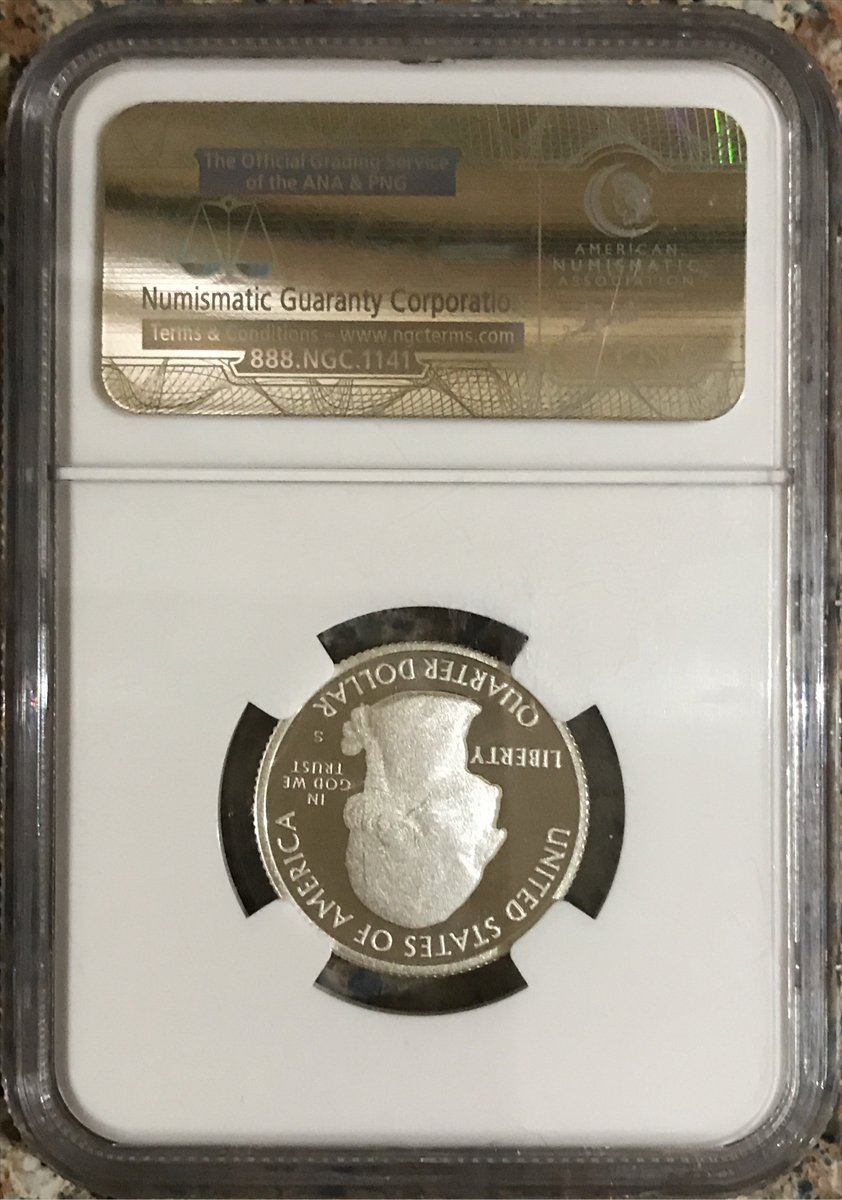 The Official Grading Service
of the ANA & PNG
AMERICAN
NUMISMATIC
ASSOCIATION
Numismatic Guaranty Corporatio
Terms & Conditions – www.ngcterms.com
888.NGC.1141
UNITED STATES OF AMERICA
LIBERTY
IN
GOD WE
TRUST
S
QUARTER DOLLAR